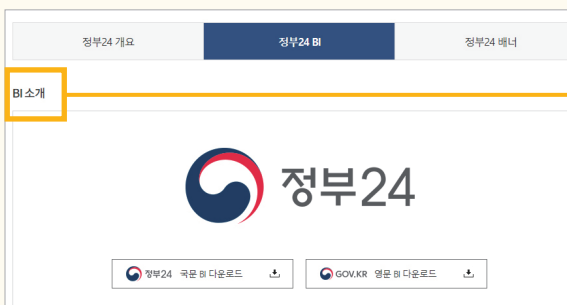 정부24 개요
정부24 BI
정부24 배너
BI 소개
정부24
정부24 국문 BI 다운로드
GOV.KR 영문 BI 다운로드